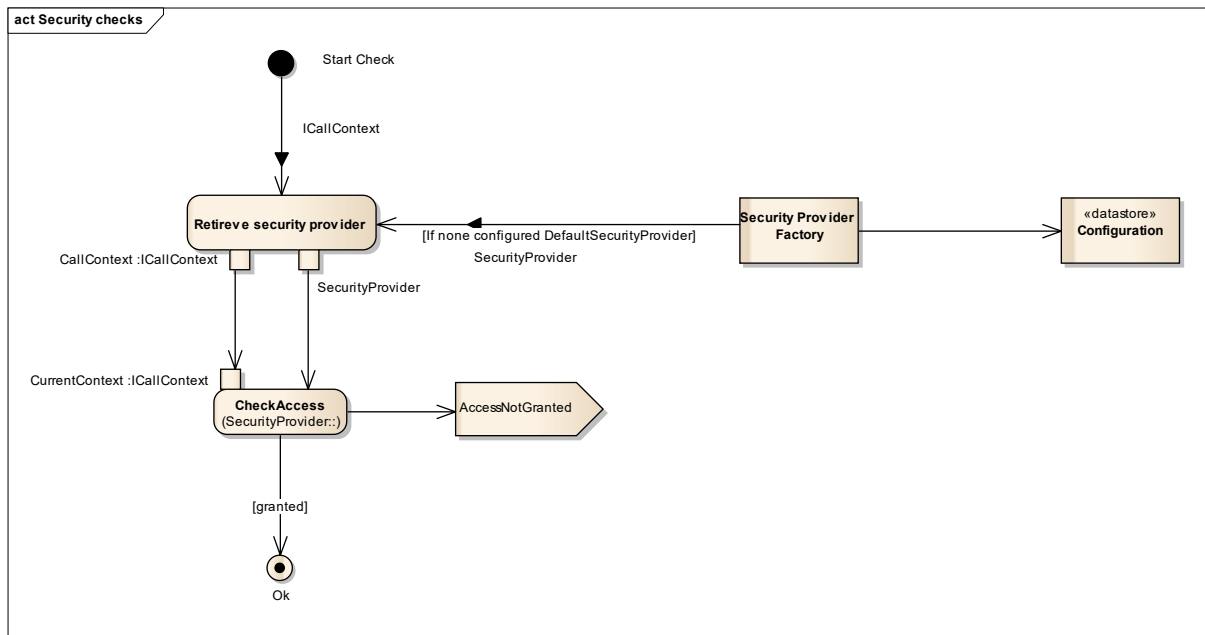 act Security checks
Start Check
ICallContext
Retireve security provider
[If none configured DefaultSecurityProvider]
SecurityProvider
Security Provider
Factory
«datastore»
Configuration
CallContext :ICallContext
SecurityProvider
CurrentContext :ICallContext
CheckAccess
(SecurityProvider::)
AccessNotGranted
[granted]
Ok